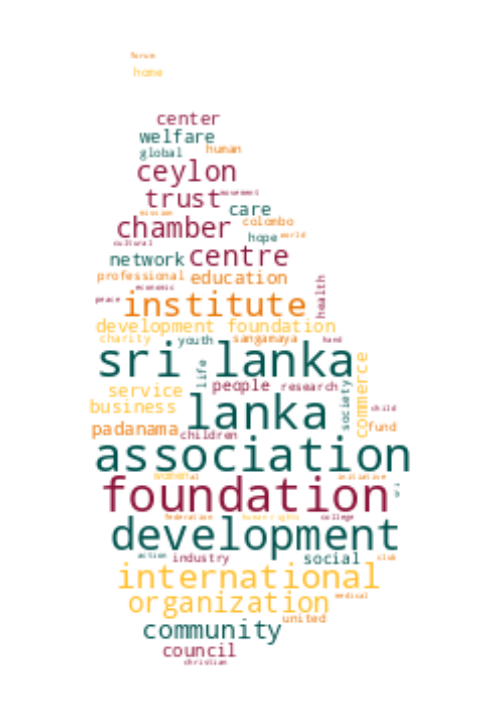 forum
home
center
welfare
global human
ceylon
trust movement
mission care
chamber colombo
cultural hope world
network centre
professional education
economic
peace institute health
development foundation
charity youth sangamaya hand
sri lanka
life
service people research
business lanka society commerce child
padanama children fund
association
women initiative
foundation
federation human rights college
development
action industry social club
international
organization medical
community united
council
christian